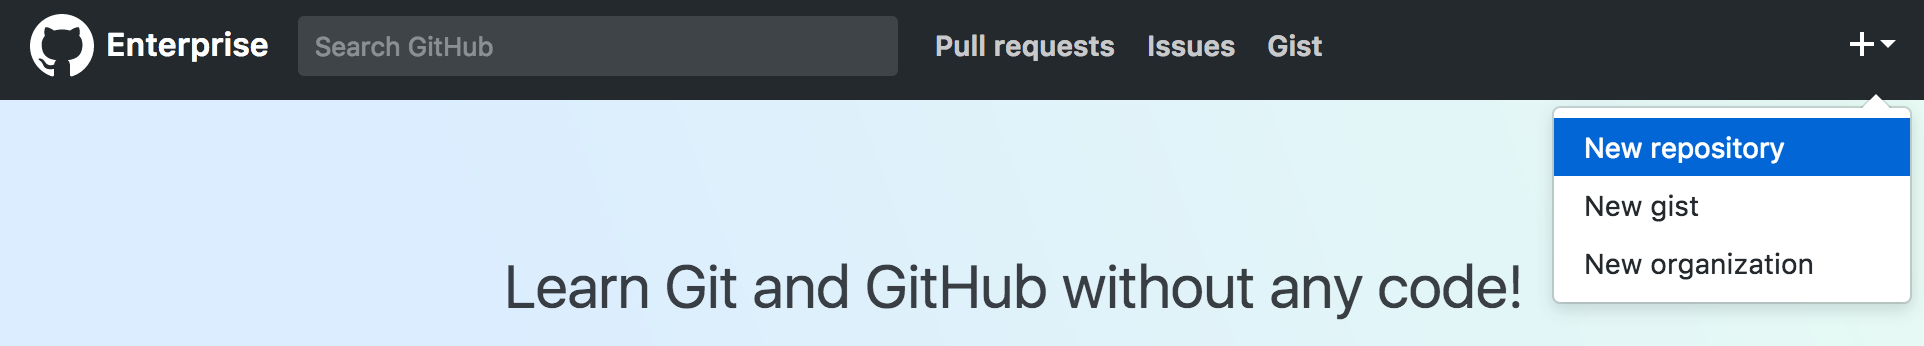 Enterprise Search GitHub Pull requests Issues Gist
New repository
New gist
New organization
Learn Git and GitHub without any code!